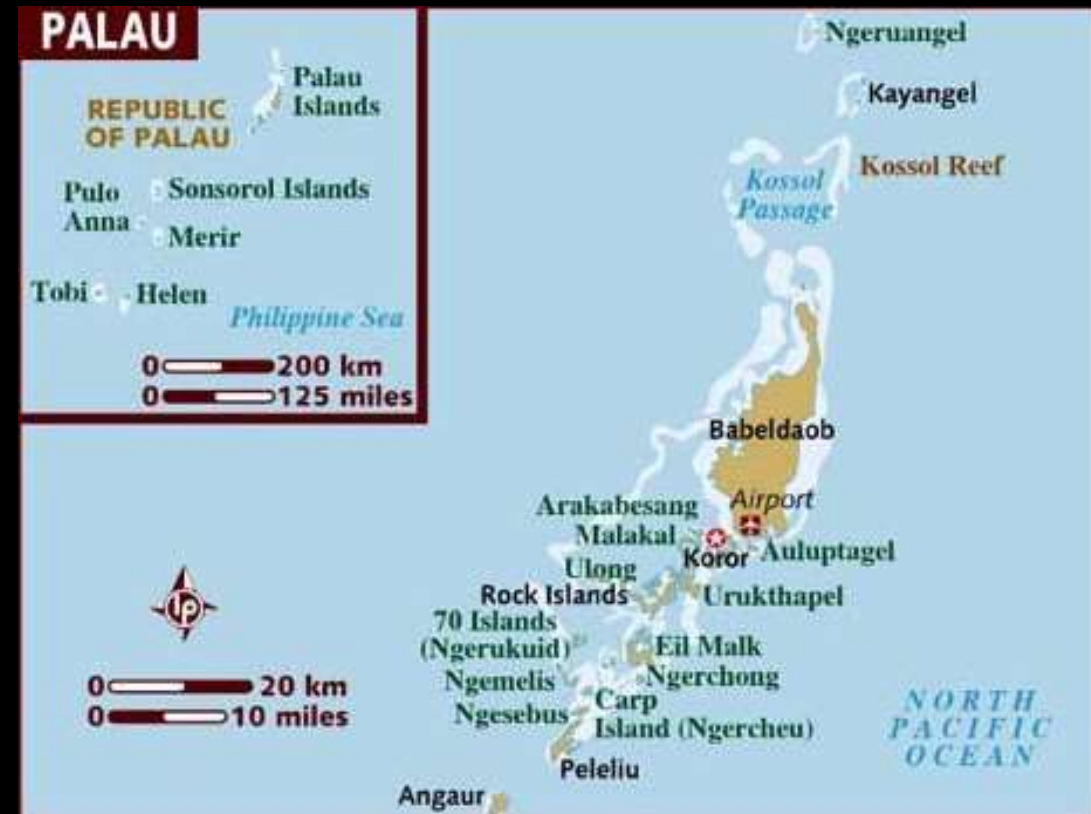 PALAU
Palau
Islands
REPUBLIC
OF PALAU
Pulo
Anna
Sonsorol Islands
Merir
Tobi
Helen
Philippine Sea
0 200 km
0 125 miles
Ngeruangel
Kayangel
Kossol Reef
Kossol
Passage
Babeldaob
Airport
Arakabesang
Malakal
Koror
Auluptagel
Ulong
Rock Islands
Urukthapel
70 Islands
(Ngerukuid)
Eil Malk
Ngemelis
Ngerchong
Ngesebus
Carp
Island (Ngercheu)
Peleliu
Angaur
lp
0 20 km
0 10 miles
NORTH
PACIFIC
OCEAN